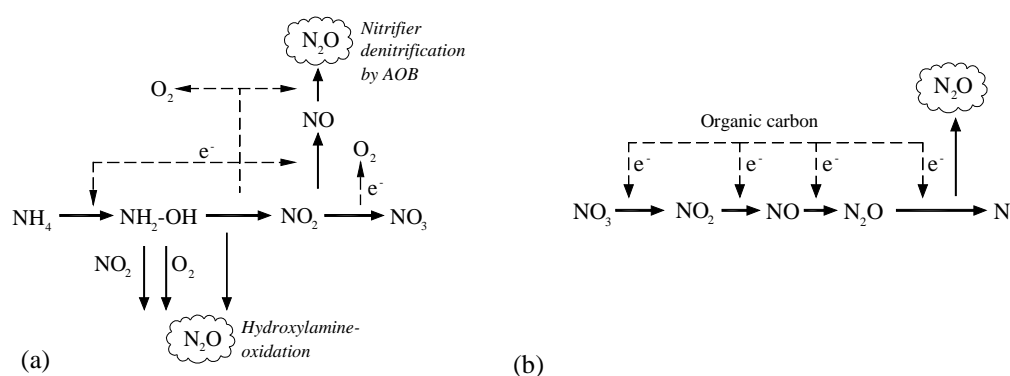 N₂O
Nitrifier
denitrification
by AOB
O₂
NO
O₂
e⁻
e⁻
NH₄
NH₂-OH
NO₂
NO₃
NO₂
O₂
N₂O
Hydroxylamine-
oxidation
(a)
N₂O
Organic carbon
e⁻ e⁻ e⁻ e⁻
NO₃ NO₂ NO N₂O N
(b)